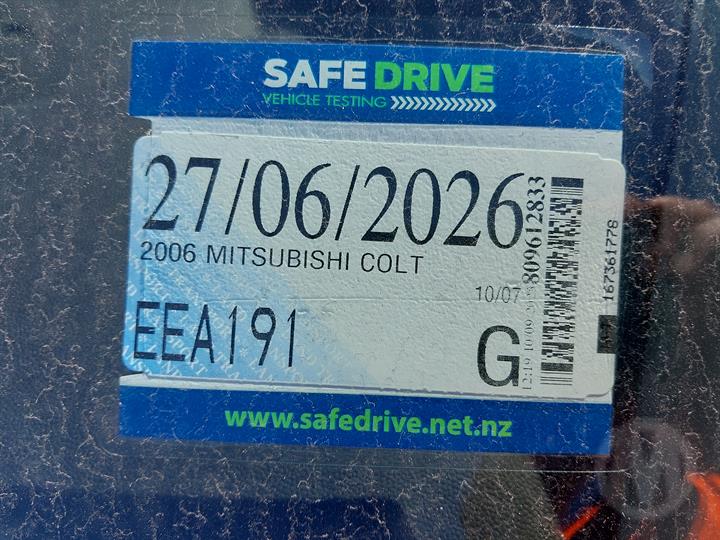 SAFE DRIVE
VEHICLE TESTING
27/06/2026
2006 MITSUBISHI COLT
10/07
EEA191
G
809612833
167361778
www.safedrive.net.nz